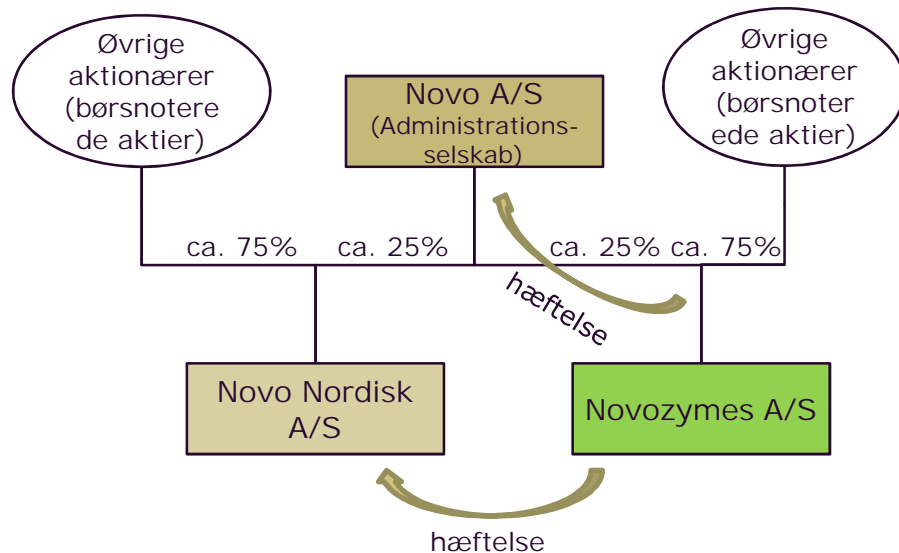 Øvrige
aktionærer
(børsnotere
de aktier)
Novo A/S
(Administrations-
selskab)
Øvrige
aktionærer
(børsnoter
ede aktier)
ca. 75%
ca. 25%
ca. 25%
ca. 75%
hæftelse
Novo Nordisk
A/S
Novozymes A/S
hæftelse